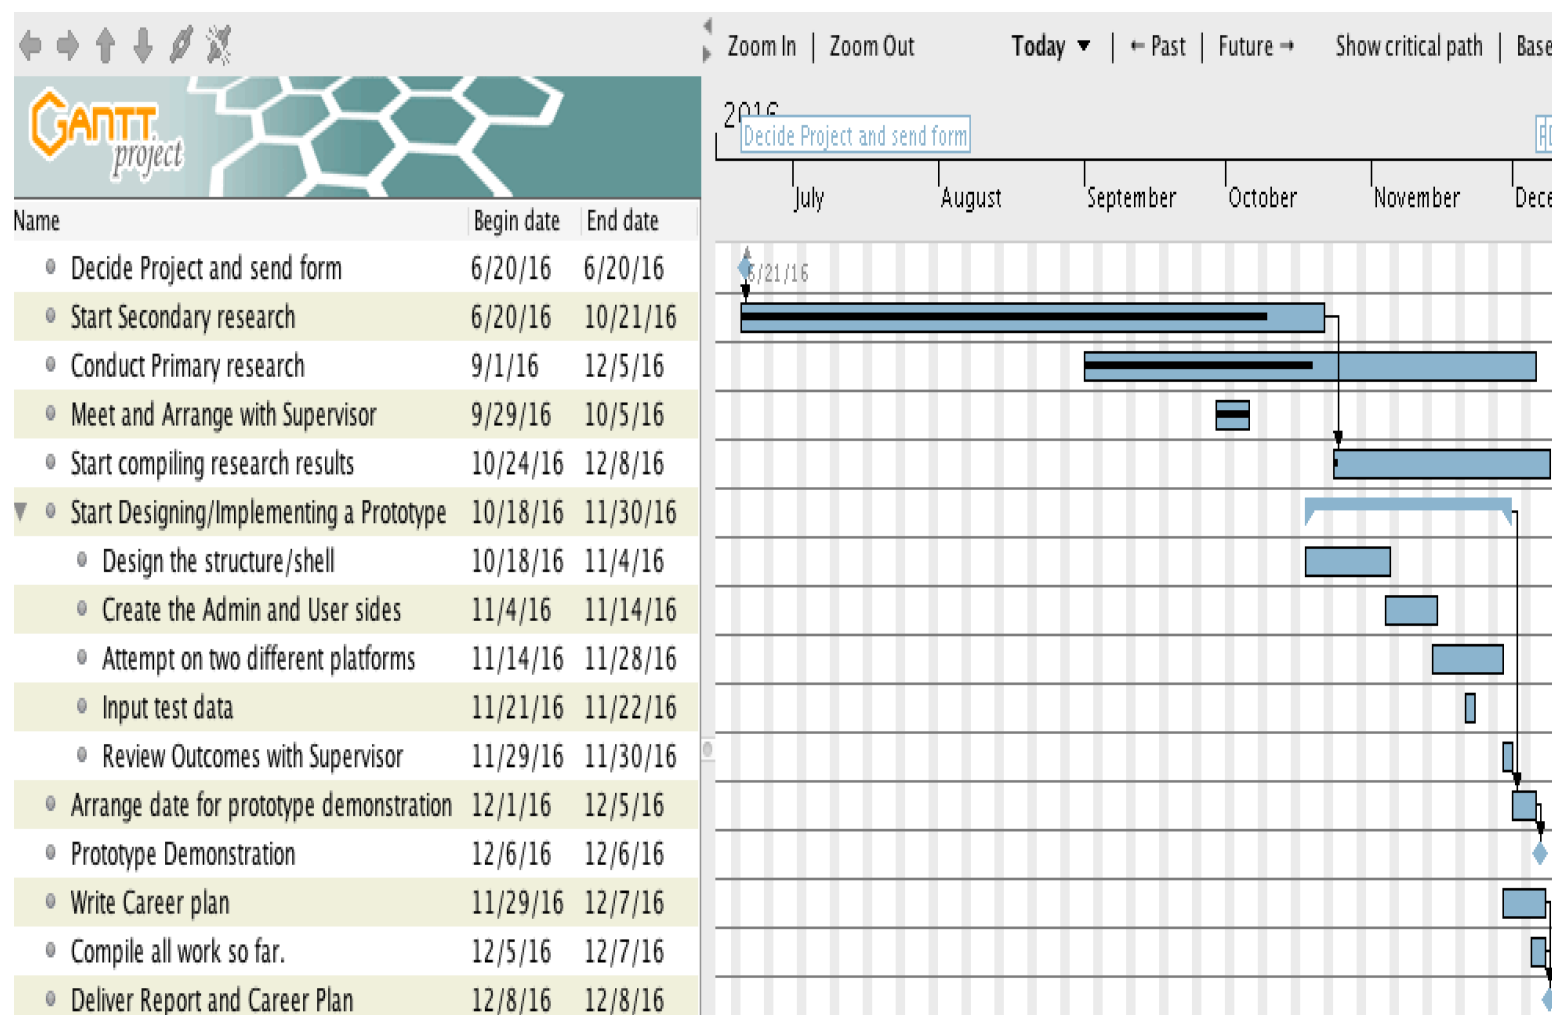 Zoom In | Zoom Out Today ▼ | ← Past | Future → Show critical path | Base
GANTT
project
2016
Decide Project and send form
July August September October November Dece
Name Begin date End date
Decide Project and send form 6/20/16 6/20/16
6/21/16
Start Secondary research 6/20/16 10/21/16
Conduct Primary research 9/1/16 12/5/16
Meet and Arrange with Supervisor 9/29/16 10/5/16
Start compiling research results 10/24/16 12/8/16
Start Designing/Implementing a Prototype 10/18/16 11/30/16
Design the structure/shell 10/18/16 11/4/16
Create the Admin and User sides 11/4/16 11/14/16
Attempt on two different platforms 11/14/16 11/28/16
Input test data 11/21/16 11/22/16
Review Outcomes with Supervisor 11/29/16 11/30/16
Arrange date for prototype demonstration 12/1/16 12/5/16
Prototype Demonstration 12/6/16 12/6/16
Write Career plan 11/29/16 12/7/16
Compile all work so far. 12/5/16 12/7/16
Deliver Report and Career Plan 12/8/16 12/8/16